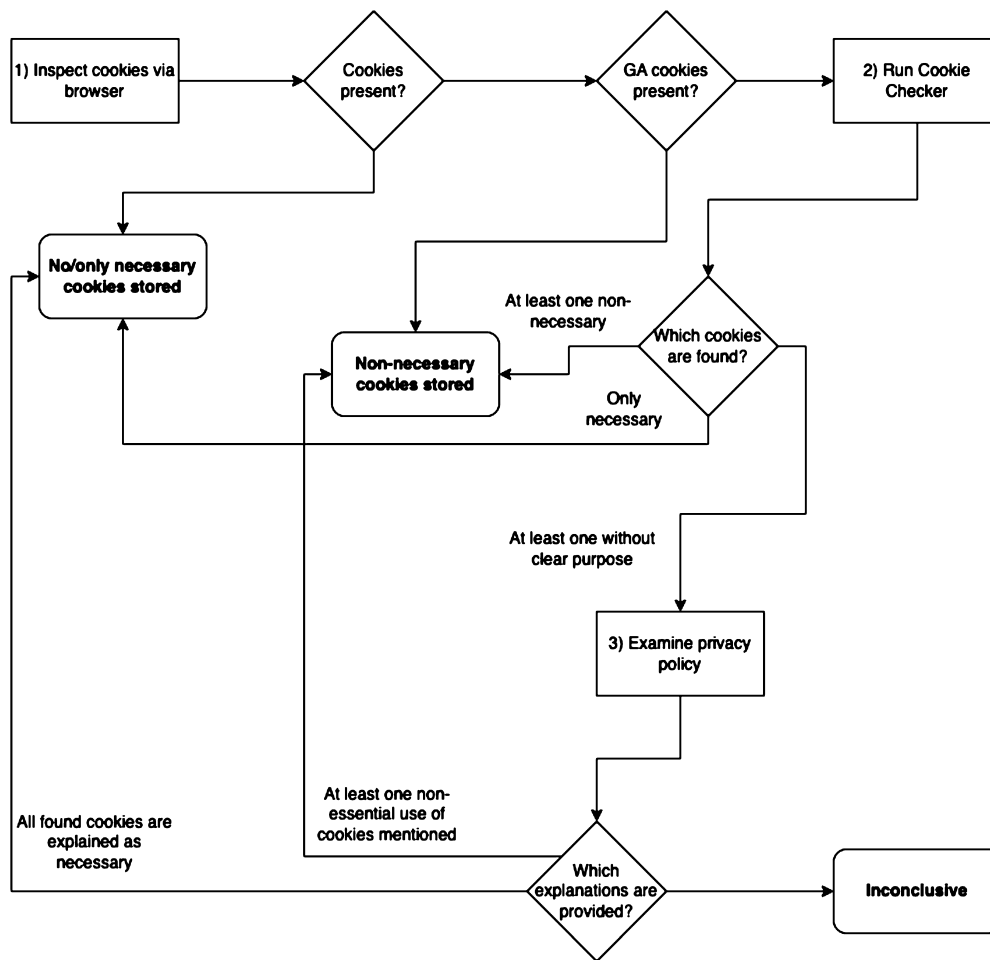 1) Inspect cookies via
browser
Cookies
present?
GA cookies
present?
2) Run Cookie
Checker
No/only necessary
cookies stored
At least one non-
necessary
Which cookies
are found?
Non-necessary
cookies stored
Only
necessary
At least one without
clear purpose
3) Examine privacy
policy
At least one non-
essential use of
cookies mentioned
All found cookies are
explained as
necessary
Which
explanations are
provided?
Inconclusive